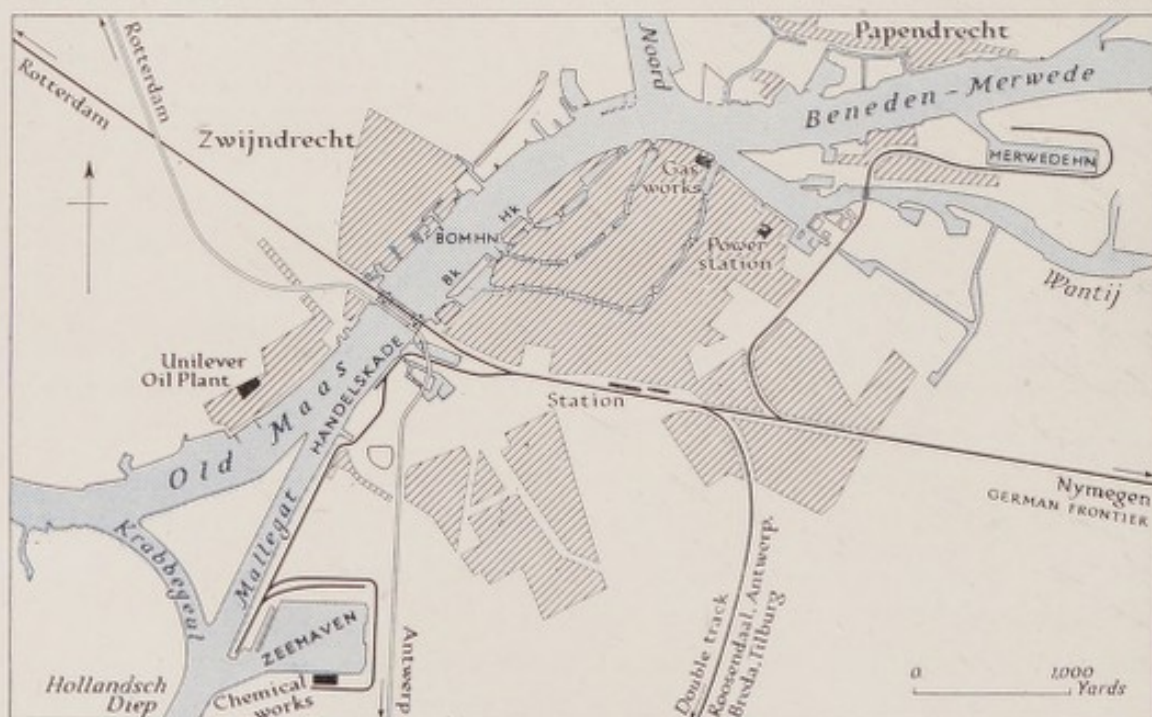 Rotterdam
Rotterdam
Noord
Papendrecht
Beneden-Merwede
Zwijndrecht
MERWEDEHN
Gas
works
Hk
BOMHN
Bk
Power
station
Wantij
Unilever
Oil Plant
HANDELSKADE
Old Maas
Station
Nymegen
GERMAN FRONTIER
Krabbegeul
Mallegat
ZEEHAVEN
Hollandsch
Diep
Chemical
works
Antwerp
Double track
Roosendaal, Antwerp.
Breda, Tilburg
0 1,000
Yards